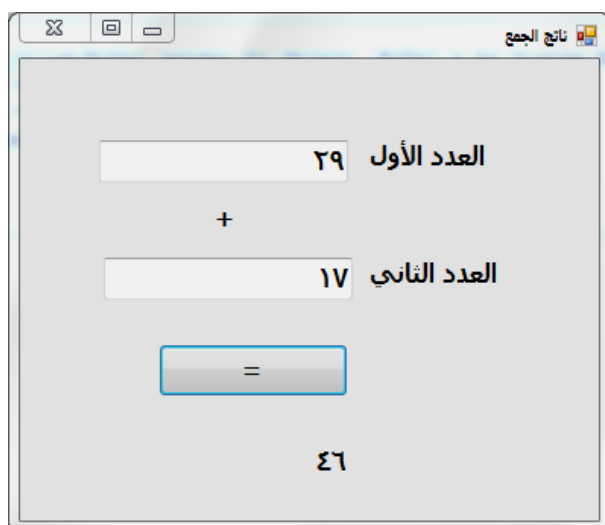 ناتج الجمع
العدد الأول ٢٩
+
العدد الثاني ١٧
=
٤٦